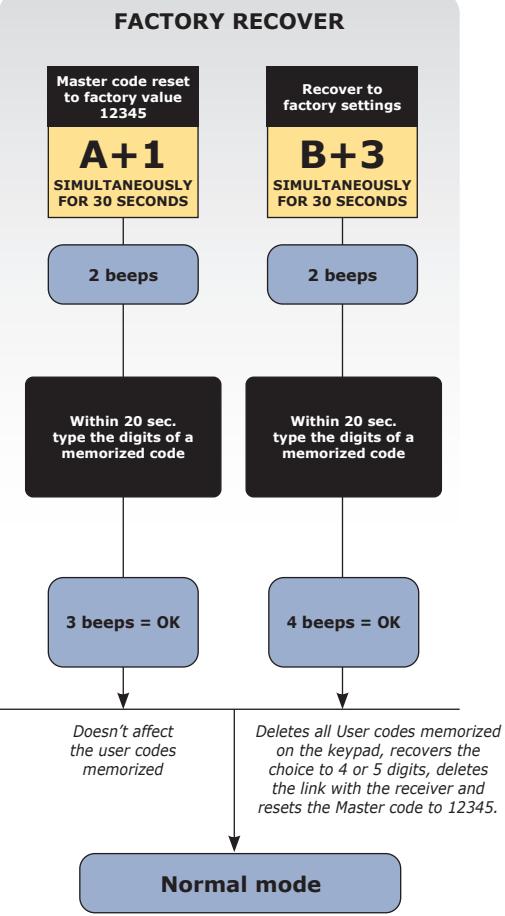 FACTORY RECOVER
Master code reset
to factory value
12345
A+1
SIMULTANEOUSLY
FOR 30 SECONDS
2 beeps
Within 20 sec.
type the digits of a
memorized code
3 beeps = OK
Doesn't affect
the user codes
memorized
Recover to
factory settings
B+3
SIMULTANEOUSLY
FOR 30 SECONDS
2 beeps
Within 20 sec.
type the digits of a
memorized code
4 beeps = OK
Deletes all User codes memorized
on the keypad, recovers the
choice to 4 or 5 digits, deletes
the link with the receiver and
resets the Master code to 12345.
Normal mode